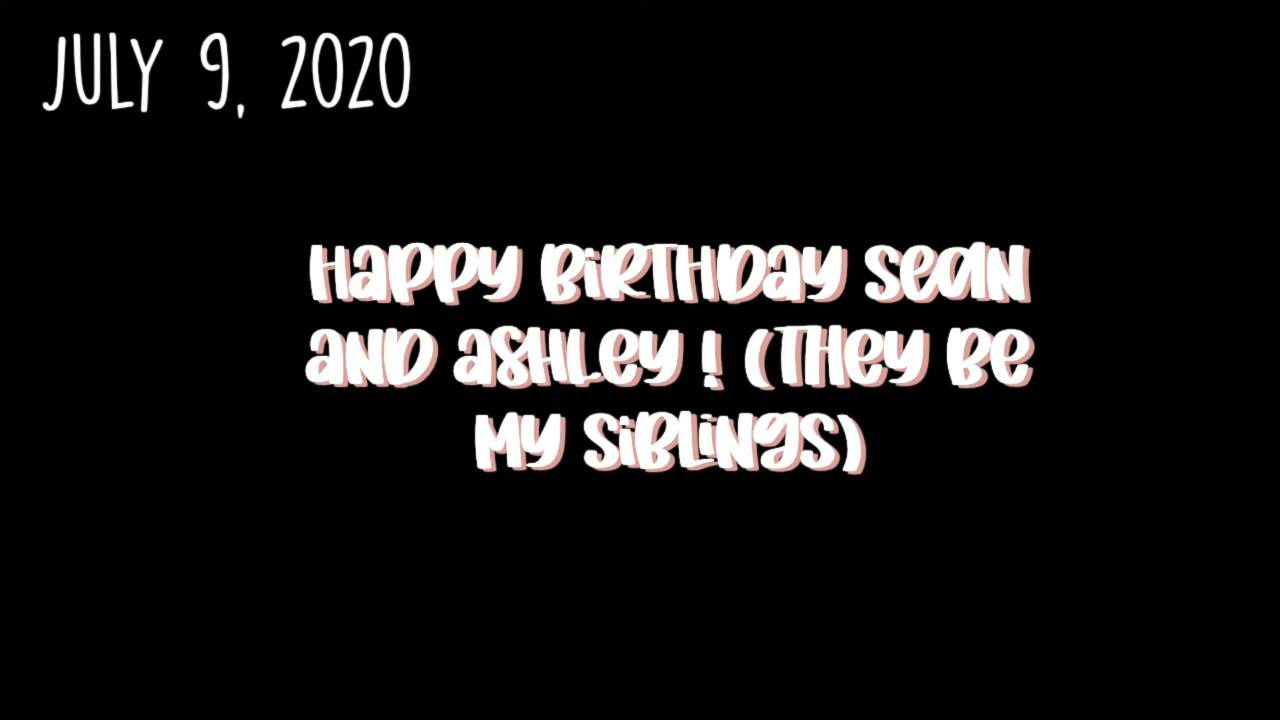 JULY 9, 2020
HaPPY BiRTHDaY SeaN
aND aSHLeY ! (THeY Be
MY SiBLiNgS)